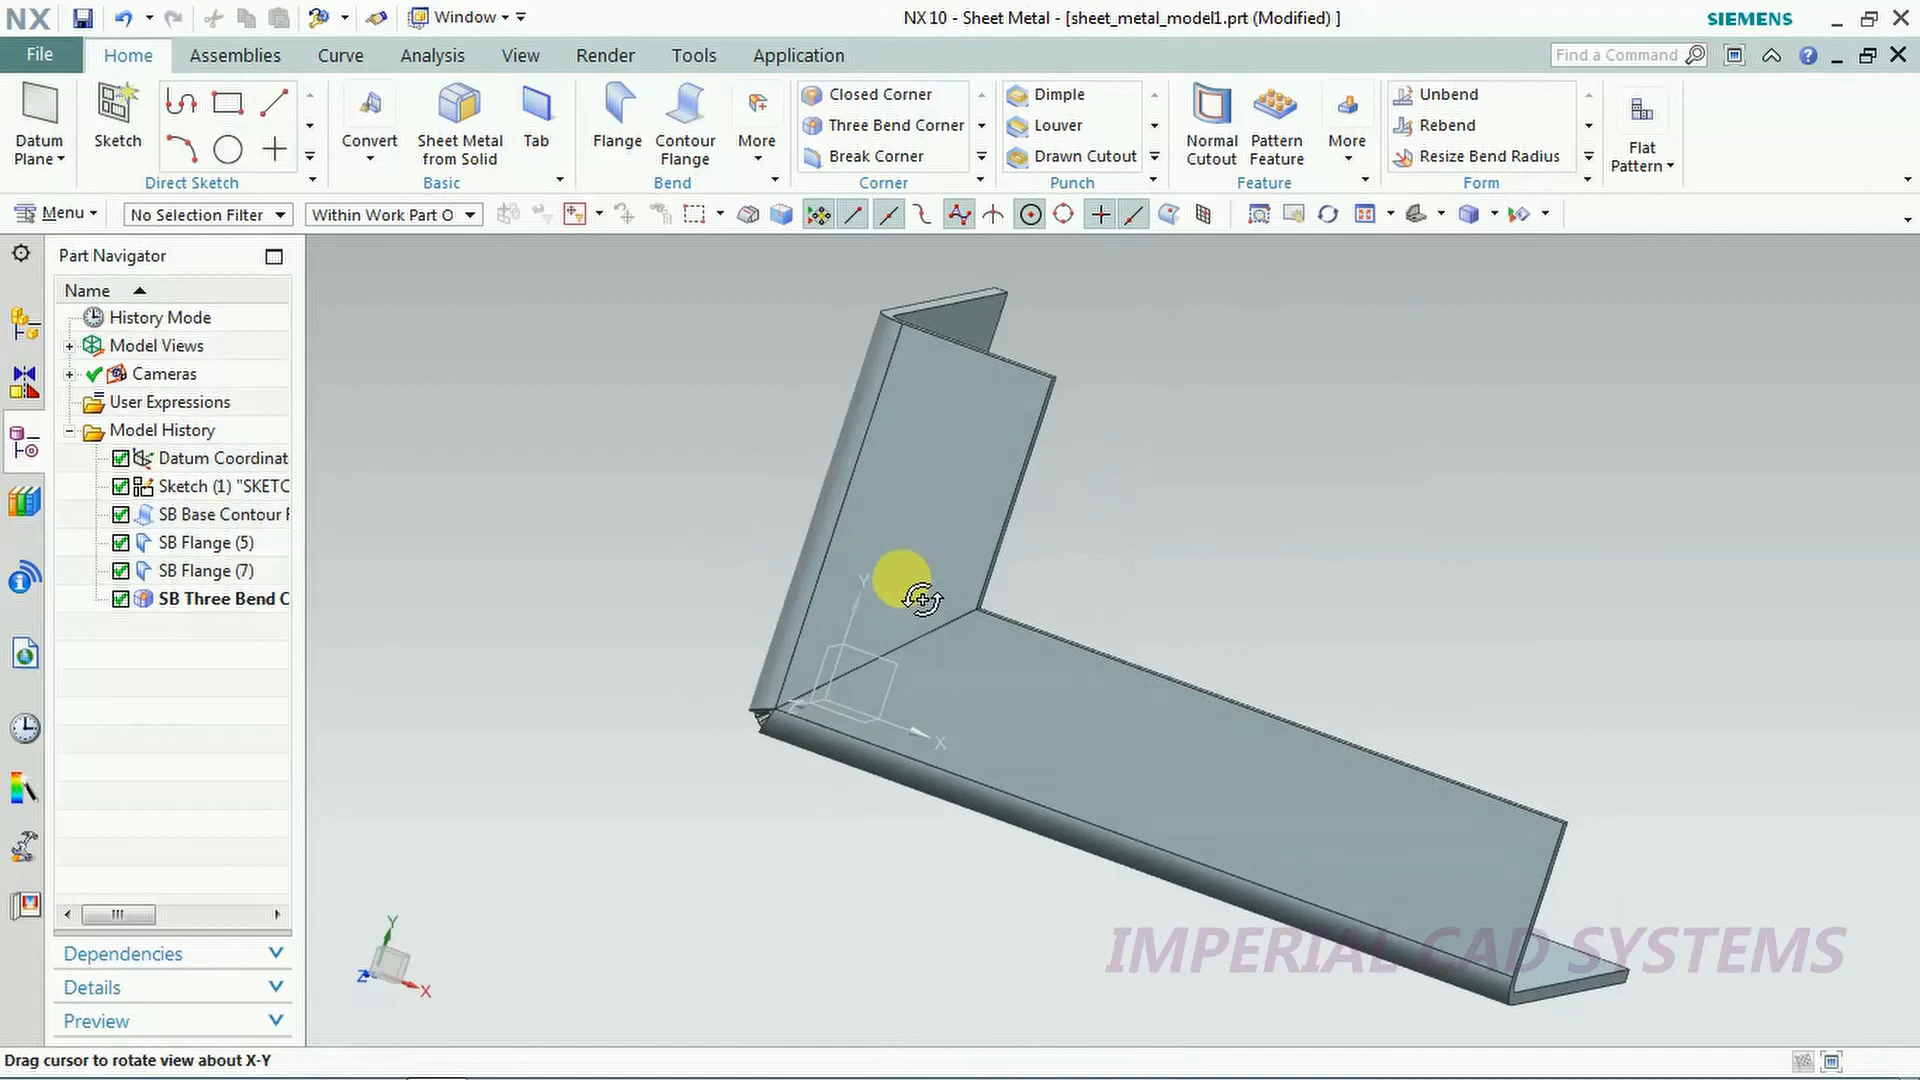 NX
Window
NX 10 - Sheet Metal - [sheet_metal_model1.prt (Modified) ]
SIEMENS
File
Home
Assemblies
Curve
Analysis
View
Render
Tools
Application
Find a Command
Datum
Plane
Sketch
Direct Sketch
Convert
Sheet Metal
from Solid
Tab
Basic
Flange
Contour
Flange
More
Bend
Closed Corner
Three Bend Corner
Break Corner
Corner
Dimple
Louver
Drawn Cutout
Punch
Normal
Cutout
Pattern
Feature
More
Feature
Unbend
Rebend
Resize Bend Radius
Form
Flat
Pattern
Menu
No Selection Filter
Within Work Part O
Part Navigator
Name
History Mode
Model Views
Cameras
User Expressions
Model History
Datum Coordinat
Sketch (1) "SKETC
SB Base Contour F
SB Flange (5)
SB Flange (7)
SB Three Bend C
Dependencies
Details
Preview
Y
X
Y
Z
X
IMPERIAL CAD SYSTEMS
Drag cursor to rotate view about X-Y